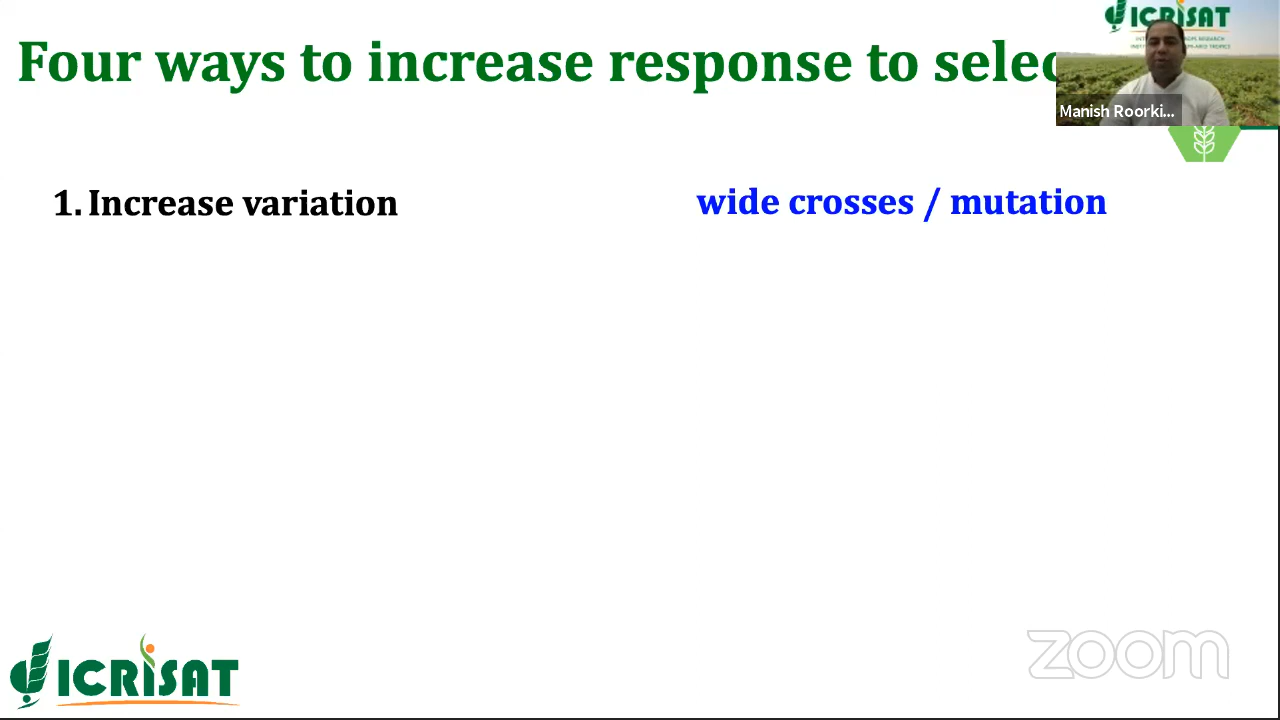 Four ways to increase response to selec
ICRISAT
Manish Roorki...
1. Increase variation
wide crosses / mutation
ICRISAT
zoom